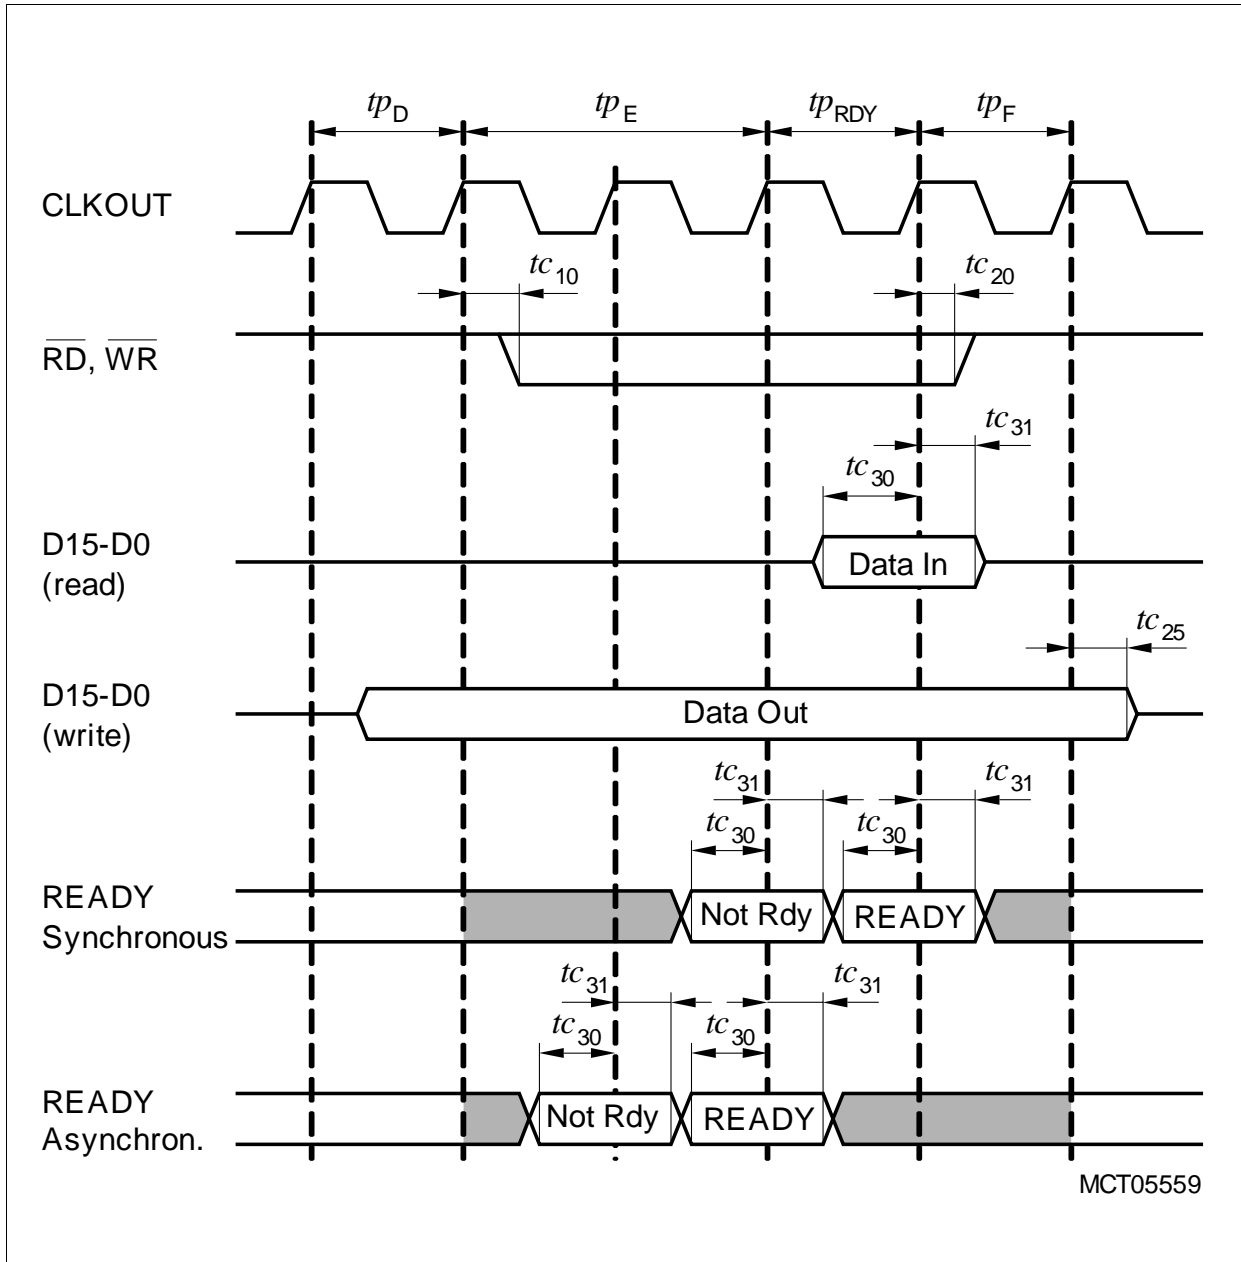 tpD tpE tpRDY tpF
CLKOUT
tc10 tc20
RD, WR
tc31
tc30
D15-D0
(read)
Data In
tc25
D15-D0
(write)
Data Out
tc31 tc31
tc30 tc30
READY
Synchronous
Not Rdy READY
tc31 tc31
tc30 tc30
READY
Asynchron.
Not Rdy READY
MCT05559